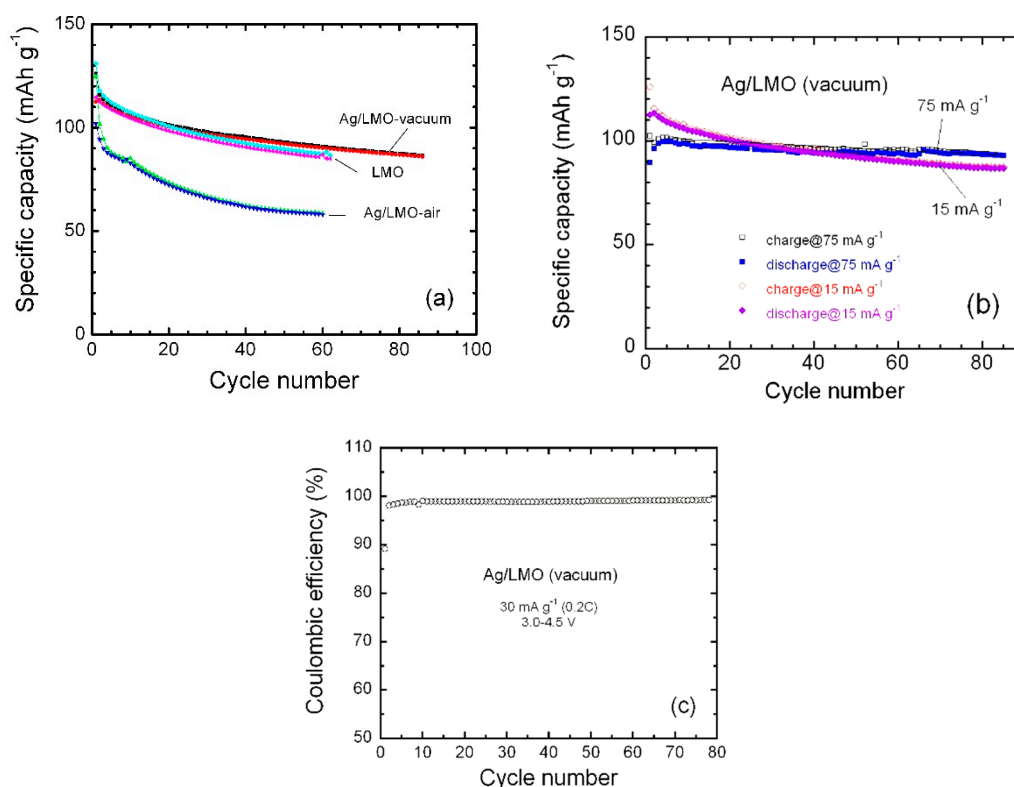 150
100
50
0
Specific capacity (mAh g⁻¹)
Ag/LMO-vacuum
LMO
Ag/LMO-air
(a)
0 20 40 60 80 100
Cycle number
150
100
50
0
Specific capacity (mAh g⁻¹)
Ag/LMO (vacuum)
75 mA g⁻¹
15 mA g⁻¹
charge@75 mA g⁻¹
discharge@75 mA g⁻¹
charge@15 mA g⁻¹
discharge@15 mA g⁻¹
(b)
0 20 40 60 80
Cycle number
110
100
90
80
75
70
65
60
55
50
Coulombic efficiency (%)
Ag/LMO (vacuum)
30 mA g⁻¹ (0.2C)
3.0-4.5 V
(c)
0 10 20 30 40 50 60 70 80
Cycle number